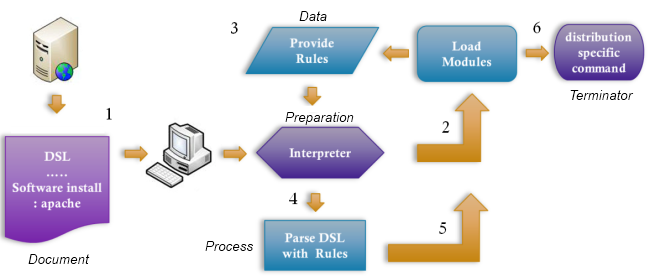 Data
3
6
Provide
Rules
Load
Modules
distribution
specific
command
Terminator
1
Preparation
2
DSL
.....
Software install
: apache
Interpreter
4
5
Process
Parse DSL
with Rules
Document